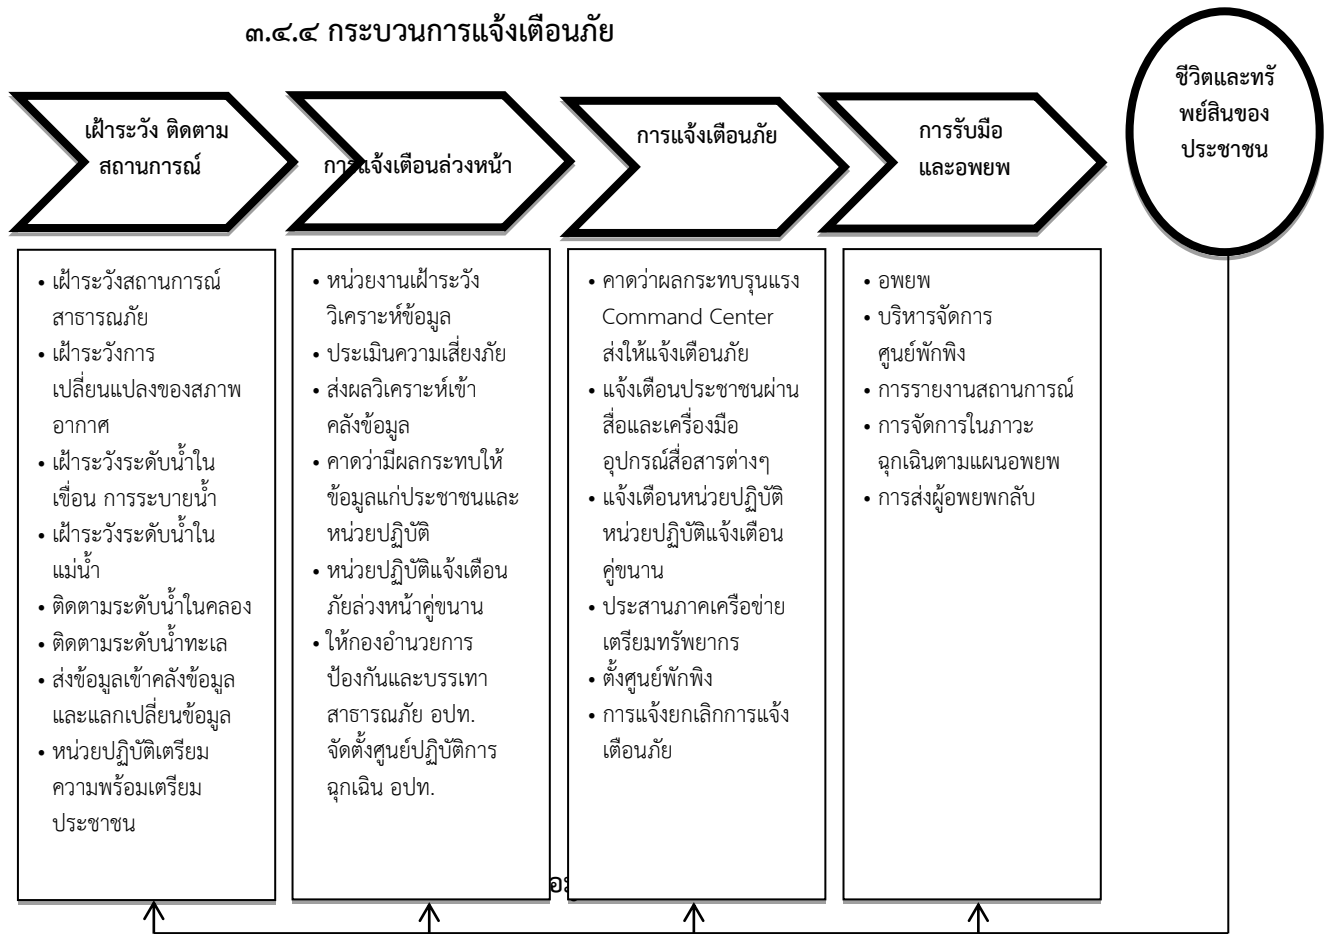 ๓.๔.๔ กระบวนการแจ้งเตือนภัย
เฝ้าระวัง ติดตาม
สถานการณ์
การแจ้งเตือนล่วงหน้า
การแจ้งเตือนภัย
การรับมือ
และอพยพ
ชีวิตและทรั
พย์สินของ
ประชาชน
• เฝ้าระวังสถานการณ์
สาธารณภัย
• เฝ้าระวังการ
เปลี่ยนแปลงของสภาพ
อากาศ
• เฝ้าระวังระดับน้ำใน
เขื่อน การระบายน้ำ
• เฝ้าระวังระดับน้ำใน
แม่น้ำ
• ติดตามระดับน้ำในคลอง
• ติดตามระดับน้ำทะเล
• ส่งข้อมูลเข้าคลังข้อมูล
และแลกเปลี่ยนข้อมูล
• หน่วยปฏิบัติเตรียม
ความพร้อมเตรียม
ประชาชน
• หน่วยงานเฝ้าระวัง
วิเคราะห์ข้อมูล
• ประเมินความเสี่ยงภัย
• ส่งผลวิเคราะห์เข้า
คลังข้อมูล
• คาดว่ามีผลกระทบให้
ข้อมูลแก่ประชาชนและ
หน่วยปฏิบัติ
• หน่วยปฏิบัติแจ้งเตือน
ภัยล่วงหน้าคู่ขนาน
• ให้กองอำนวยการ
ป้องกันและบรรเทา
สาธารณภัย อปท.
จัดตั้งศูนย์ปฏิบัติการ
ฉุกเฉิน อปท.
• คาดว่าผลกระทบรุนแรง
Command Center
ส่งให้แจ้งเตือนภัย
• แจ้งเตือนประชาชนผ่าน
สื่อและเครื่องมือ
อุปกรณ์สื่อสารต่างๆ
• แจ้งเตือนหน่วยปฏิบัติ
หน่วยปฏิบัติแจ้งเตือน
คู่ขนาน
• ประสานภาคเครือข่าย
เตรียมทรัพยากร
• ตั้งศูนย์พักพิง
• การแจ้งยกเลิกการแจ้ง
เตือนภัย
• อพยพ
• บริหารจัดการ
ศูนย์พักพิง
• การรายงานสถานการณ์
• การจัดการในภาวะ
ฉุกเฉินตามแผนอพยพ
• การส่งผู้อพยพกลับ